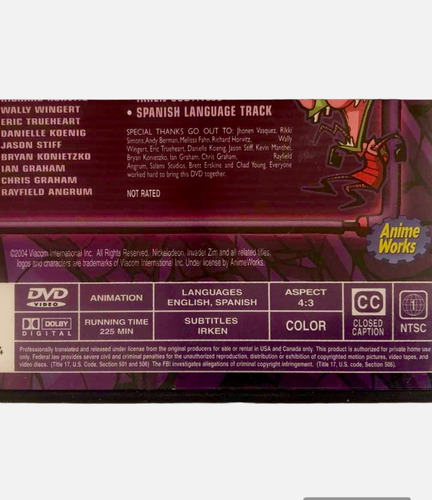 WALLY WINGERT
ERIC TRUEHEART
DANIELLE KOENIG
JASON STIFF
BRYAN KONIETZKO
IAN GRAHAM
CHRIS GRAHAM
RAYFIELD ANGRUM
• SPANISH LANGUAGE TRACK
SPECIAL THANKS GO OUT TO: Jhonen Vasquez, Rikki
Simons, Andy Berman, Melissa Fahn, Richard Horvitz, Wally
Wingert, Eric Trueheart, Danielle Koenig, Jason Stiff, Kevin Manthei,
Bryan Konietzko, Ian Graham, Chris Graham, Rayfield
Angrum, Salami Studios, Brett Erskine and Chad Young. Everyone
worked hard to bring this DVD together.
NOT RATED
Anime
Works
©2004 Viacom International Inc. All Rights Reserved. Nickelodeon, Invader Zim and all related titles,
logos and characters are trademarks of Viacom International Inc. Under license by AnimeWorks.
DVD
VIDEO
ANIMATION
LANGUAGES
ENGLISH, SPANISH
ASPECT
4:3
CC
CLOSED
CAPTION
1
NTSC
DOLBY
DIGITAL
RUNNING TIME
225 MIN
SUBTITLES
IRKEN
COLOR
Professionally translated and released under license from the original producers for sale or rental in USA and Canada only. This product is authorized for private home use
only. Federal law provides severe civil and criminal penalties for the unauthorized reproduction, distribution or exhibition of copyrighted motion pictures, video tapes, and
video discs. (Title 17, U.S. Code, Section 501 and 506) The FBI investigates allegations of criminal copyright infringement. (Title 17, U.S. code, Section 506).